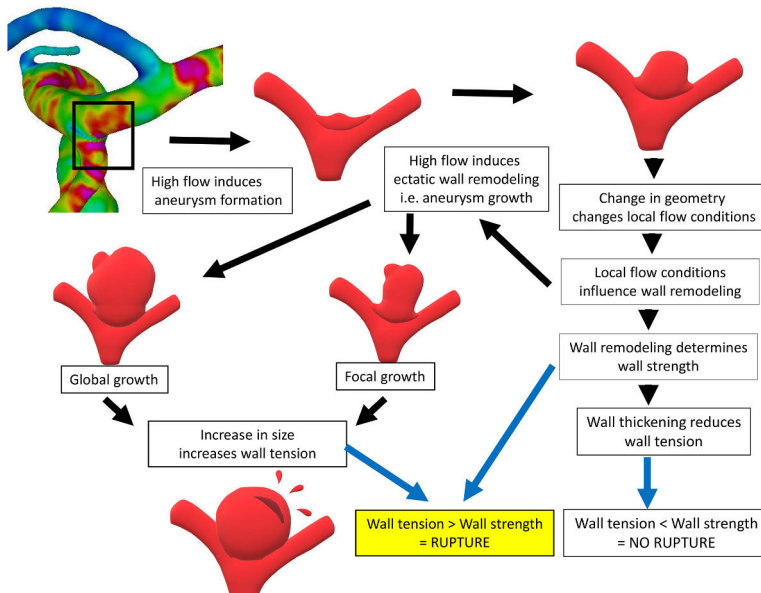 High flow induces
aneurysm formation
High flow induces
ectatic wall remodeling
i.e. aneurysm growth
Change in geometry
changes local flow conditions
Local flow conditions
influence wall remodeling
Global growth
Focal growth
Wall remodeling determines
wall strength
Increase in size
increases wall tension
Wall thickening reduces
wall tension
Wall tension > Wall strength
= RUPTURE
Wall tension < Wall strength
= NO RUPTURE